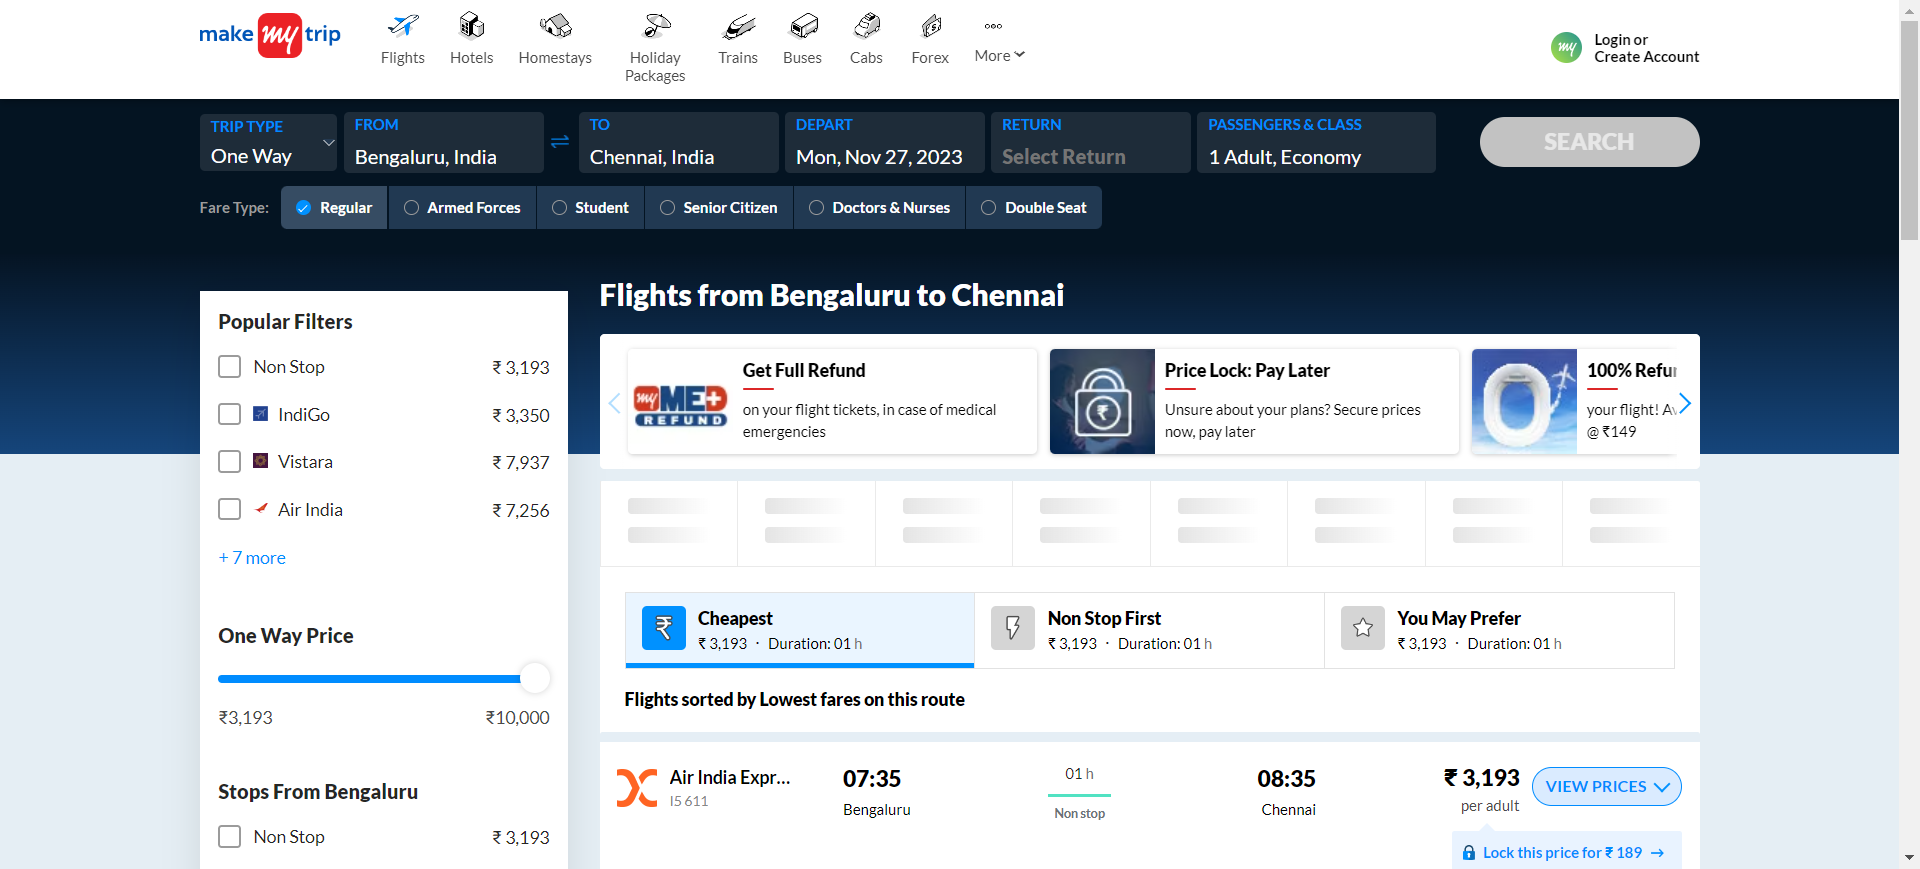 make my trip
Flights
Hotels
Homestays
Holiday
Packages
Trains
Buses
Cabs
Forex
More
my
Login or
Create Account
TRIP TYPE
One Way
FROM
Bengaluru, India
TO
Chennai, India
DEPART
Mon, Nov 27, 2023
RETURN
Select Return
PASSENGERS & CLASS
1 Adult, Economy
SEARCH
Fare Type:
Regular
Armed Forces
Student
Senior Citizen
Doctors & Nurses
Double Seat
Popular Filters
Non Stop ₹ 3,193
IndiGo ₹ 3,350
Vistara ₹ 7,937
Air India ₹ 7,256
+ 7 more
One Way Price
₹3,193 ₹10,000
Stops From Bengaluru
Non Stop ₹ 3,193
Flights from Bengaluru to Chennai
my MED+
REFUND
Get Full Refund
on your flight tickets, in case of medical
emergencies
₹
Price Lock: Pay Later
Unsure about your plans? Secure prices
now, pay later
100% Refun
your flight! Av
@ ₹149
₹
Cheapest
₹ 3,193 · Duration: 01 h
Non Stop First
₹ 3,193 · Duration: 01 h
You May Prefer
₹ 3,193 · Duration: 01 h
Flights sorted by Lowest fares on this route
Air India Expr...
I5 611
07:35
Bengaluru
01 h
Non stop
08:35
Chennai
₹ 3,193
per adult
VIEW PRICES
Lock this price for ₹ 189 →